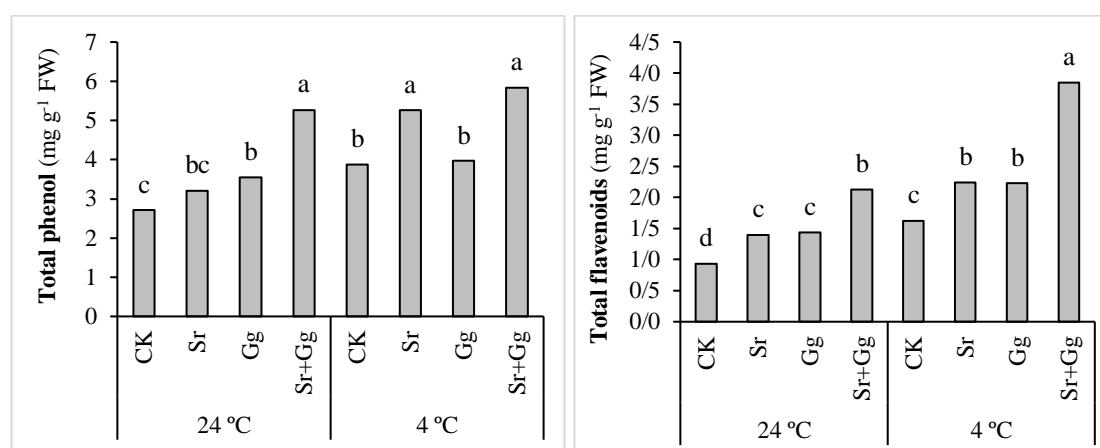 Total phenol (mg g-1 FW)
7
6
5
4
3
2
1
0
c
bc
b
a
b
a
b
a
CK
Sr
Gg
Sr+Gg
CK
Sr
Gg
Sr+Gg
24 ºC
4 ºC
Total flavenoids (mg g-1 FW)
4/5
4/0
3/5
3/0
2/5
2/0
1/5
1/0
0/5
0/0
d
c
c
b
c
b
b
a
CK
Sr
Gg
Sr+Gg
CK
Sr
Gg
Sr+Gg
24 ºC
4 ºC